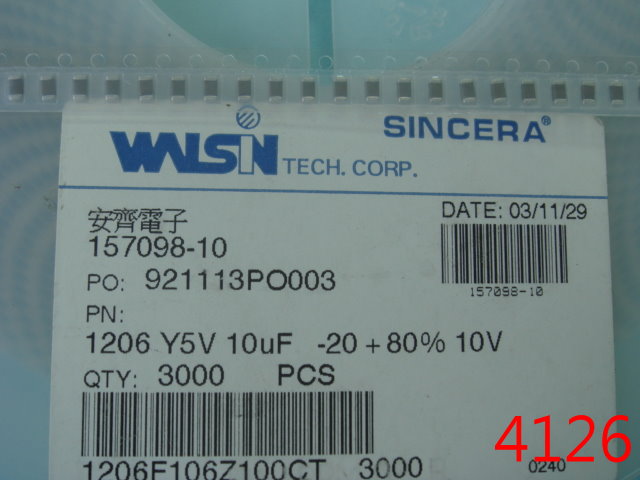 WALSIN TECH. CORP.
SINCERA®
安齊電子
DATE: 03/11/29
157098-10
157098-10
PO: 921113PO003
PN:
1206 Y5V 10uF -20 +80% 10V
QTY: 3000 PCS
1206F106Z100CT 3000
0240
4126